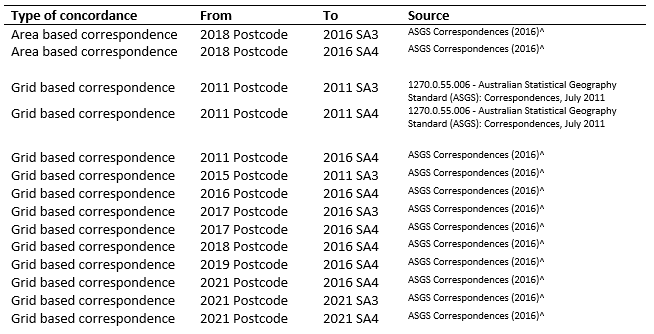 Type of concordance From To Source
Area based correspondence 2018 Postcode 2016 SA3 ASGS Correspondences (2016)^
Area based correspondence 2018 Postcode 2016 SA4 ASGS Correspondences (2016)^
Grid based correspondence 2011 Postcode 2011 SA3 1270.0.55.006 - Australian Statistical Geography
Standard (ASGS): Correspondences, July 2011
Grid based correspondence 2011 Postcode 2011 SA4 1270.0.55.006 - Australian Statistical Geography
Standard (ASGS): Correspondences, July 2011
Grid based correspondence 2011 Postcode 2016 SA4 ASGS Correspondences (2016)^
Grid based correspondence 2015 Postcode 2011 SA3 ASGS Correspondences (2016)^
Grid based correspondence 2016 Postcode 2016 SA4 ASGS Correspondences (2016)^
Grid based correspondence 2017 Postcode 2016 SA3 ASGS Correspondences (2016)^
Grid based correspondence 2017 Postcode 2016 SA4 ASGS Correspondences (2016)^
Grid based correspondence 2018 Postcode 2016 SA4 ASGS Correspondences (2016)^
Grid based correspondence 2019 Postcode 2016 SA4 ASGS Correspondences (2016)^
Grid based correspondence 2021 Postcode 2016 SA4 ASGS Correspondences (2016)^
Grid based correspondence 2021 Postcode 2021 SA3 ASGS Correspondences (2016)^
Grid based correspondence 2021 Postcode 2021 SA4 ASGS Correspondences (2016)^